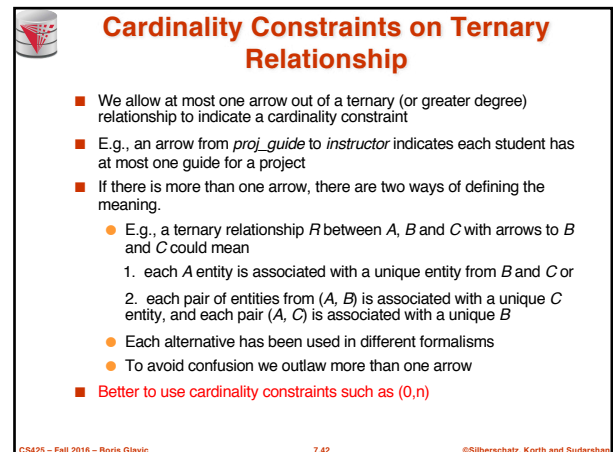 Cardinality Constraints on Ternary
Relationship
■ We allow at most one arrow out of a ternary (or greater degree)
relationship to indicate a cardinality constraint
■ E.g., an arrow from proj_guide to instructor indicates each student has
at most one guide for a project
■ If there is more than one arrow, there are two ways of defining the
meaning.
● E.g., a ternary relationship R between A, B and C with arrows to B
and C could mean
1. each A entity is associated with a unique entity from B and C or
2. each pair of entities from (A, B) is associated with a unique C
entity, and each pair (A, C) is associated with a unique B
● Each alternative has been used in different formalisms
● To avoid confusion we outlaw more than one arrow
■ Better to use cardinality constraints such as (0,n)
CS425 – Fall 2016 – Boris Glavic 7.42 ©Silberschatz, Korth and Sudarshan